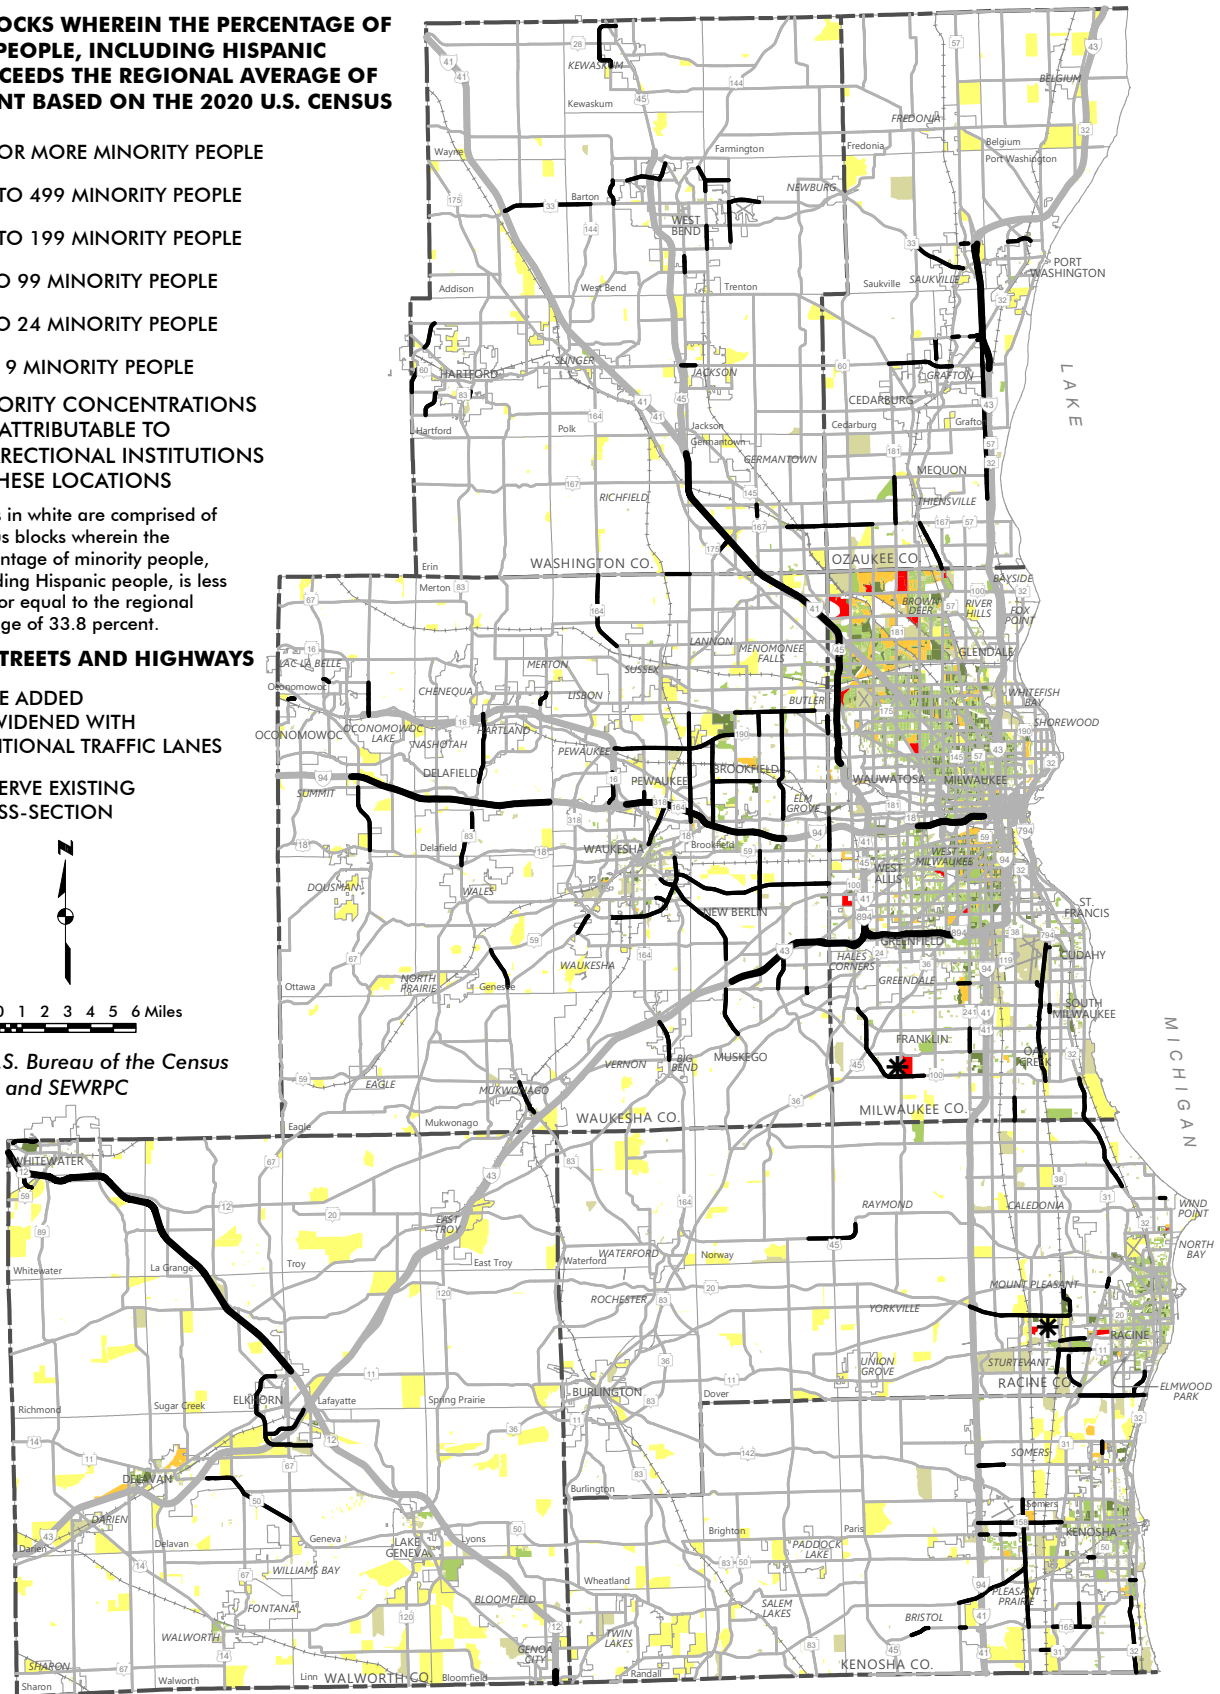 OCKS WHEREIN THE PERCENTAGE OF
PEOPLE, INCLUDING HISPANIC
CEEDS THE REGIONAL AVERAGE OF
NT BASED ON THE 2020 U.S. CENSUS
OR MORE MINORITY PEOPLE
TO 499 MINORITY PEOPLE
TO 199 MINORITY PEOPLE
O 99 MINORITY PEOPLE
O 24 MINORITY PEOPLE
9 MINORITY PEOPLE
ORITY CONCENTRATIONS
ATTRIBUTABLE TO
RRECTIONAL INSTITUTIONS
HESE LOCATIONS
s in white are comprised of
us blocks wherein the
entage of minority people,
ding Hispanic people, is less
or equal to the regional
ge of 33.8 percent.
TREETS AND HIGHWAYS
E ADDED
VIDENED WITH
ITIONAL TRAFFIC LANES
ERVE EXISTING
SS-SECTION
N
0 1 2 3 4 5 6 Miles
.S. Bureau of the Census
and SEWRPC
LAKE
MICHIGAN
KEWASKUM
Kewaskum
Wayne
Barton
Farmington
WEST
BEND
NEWBURG
Addison
West Bend
Trenton
HARTFORD
SLINGER
JACKSON
Hartford
Polk
Jackson
Germantown
GERMANTOWN
RICHFIELD
Erin
WASHINGTON CO.
BELGIUM
FREDONIA
Fredonia
Belgium
Port Washington
PORT
WASHINGTON
Saukville
SAUKVILLE
GRAFTON
CEDARBURG
Cedarburg
Grafto
MEQUON
THIENSVILLE
OZAUKEE CO.
BAYSIDE
BROWN
DEER
RIVER
HILLS
FOX
POINT
GLENDALE
WHITEFISH
BAY
SHOREWOOD
WAUWATOSA
MILWAUKEE
WEST
MILWAUKEE
WEST
ALLIS
ST.
FRANCIS
GREENFIELD
CUDAHY
HALES
CORNERS
GREENDALE
SOUTH
MILWAUKEE
FRANKLIN
OAK
CREEK
MILWAUKEE CO.
Merton
LAC LA BELLE
Oconomowoc
OCONOMOWOC
OCONOMOWOC
LAKE
CHENEQUA
MERTON
LISBON
SUSSEX
LANNON
MENOMONEE
FALLS
BUTLER
NASHOTAH
HARTLAND
PEWAUKEE
PEWAUKEE
BROOKFIELD
ELM
GROVE
DELAFIELD
SUMMIT
Delafield
WAUKESHA
Brookfield
DOUSMAN
WALES
NEW BERLIN
WAUKESHA
NORTH
PRAIRIE
Genesee
Ottawa
VERNON
BIG
BEND
MUSKEGO
EAGLE
MUKWONAGO
Eagle
Mukwonago
WAUKESHA CO.
WHITEWATER
Whitewater
La Grange
Troy
EAST
TROY
East Troy
Richmond
Sugar Creek
ELKHORN
Lafayette
Spring Prairie
DELAVAN
DARIEN
Darien
Delavan
Geneva
LAKE
GENEVA
Lyons
WILLIAMS BAY
FONTANA
WALWORTH
BLOOMFIELD
GENOA
CITY
SHARON
Sharon
Walworth
Linn
WALWORTH CO.
Bloomfield
Waterford
WATERFORD
Norway
RAYMOND
CALEDONIA
WIND
POINT
NORTH
BAY
ROCHESTER
YORKVILLE
MOUNT PLEASANT
RACINE
STURTEVANT
RACINE CO.
ELMWOOD
PARK
UNION
GROVE
BURLINGTON
Dover
Burlington
SOMERS
Somers
KENOSHA
Brighton
Paris
PADDOCK
LAKE
Wheatland
SALEM
LAKES
BRISTOL
PLEASANT
PRAIRIE
TWIN
LAKES
Randall
KENOSHA CO.